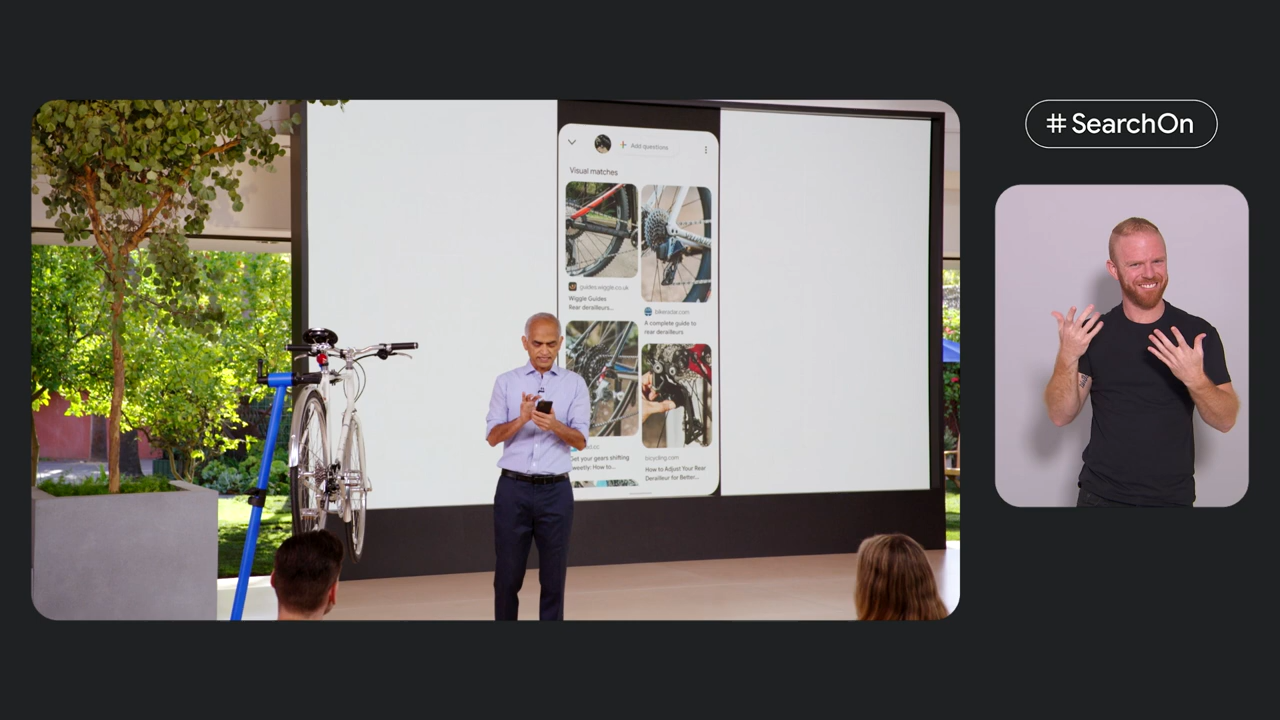 #SearchOn
Add questions
Visual matches
guides.wiggle.co.uk
Wiggle Guides
Rear derailleurs...
bikeradar.com
A complete guide to
rear derailleurs
Get your gears shifting
sweetly: How to...
bicycling.com
How to Adjust Your Rear
Derailleur for Better...